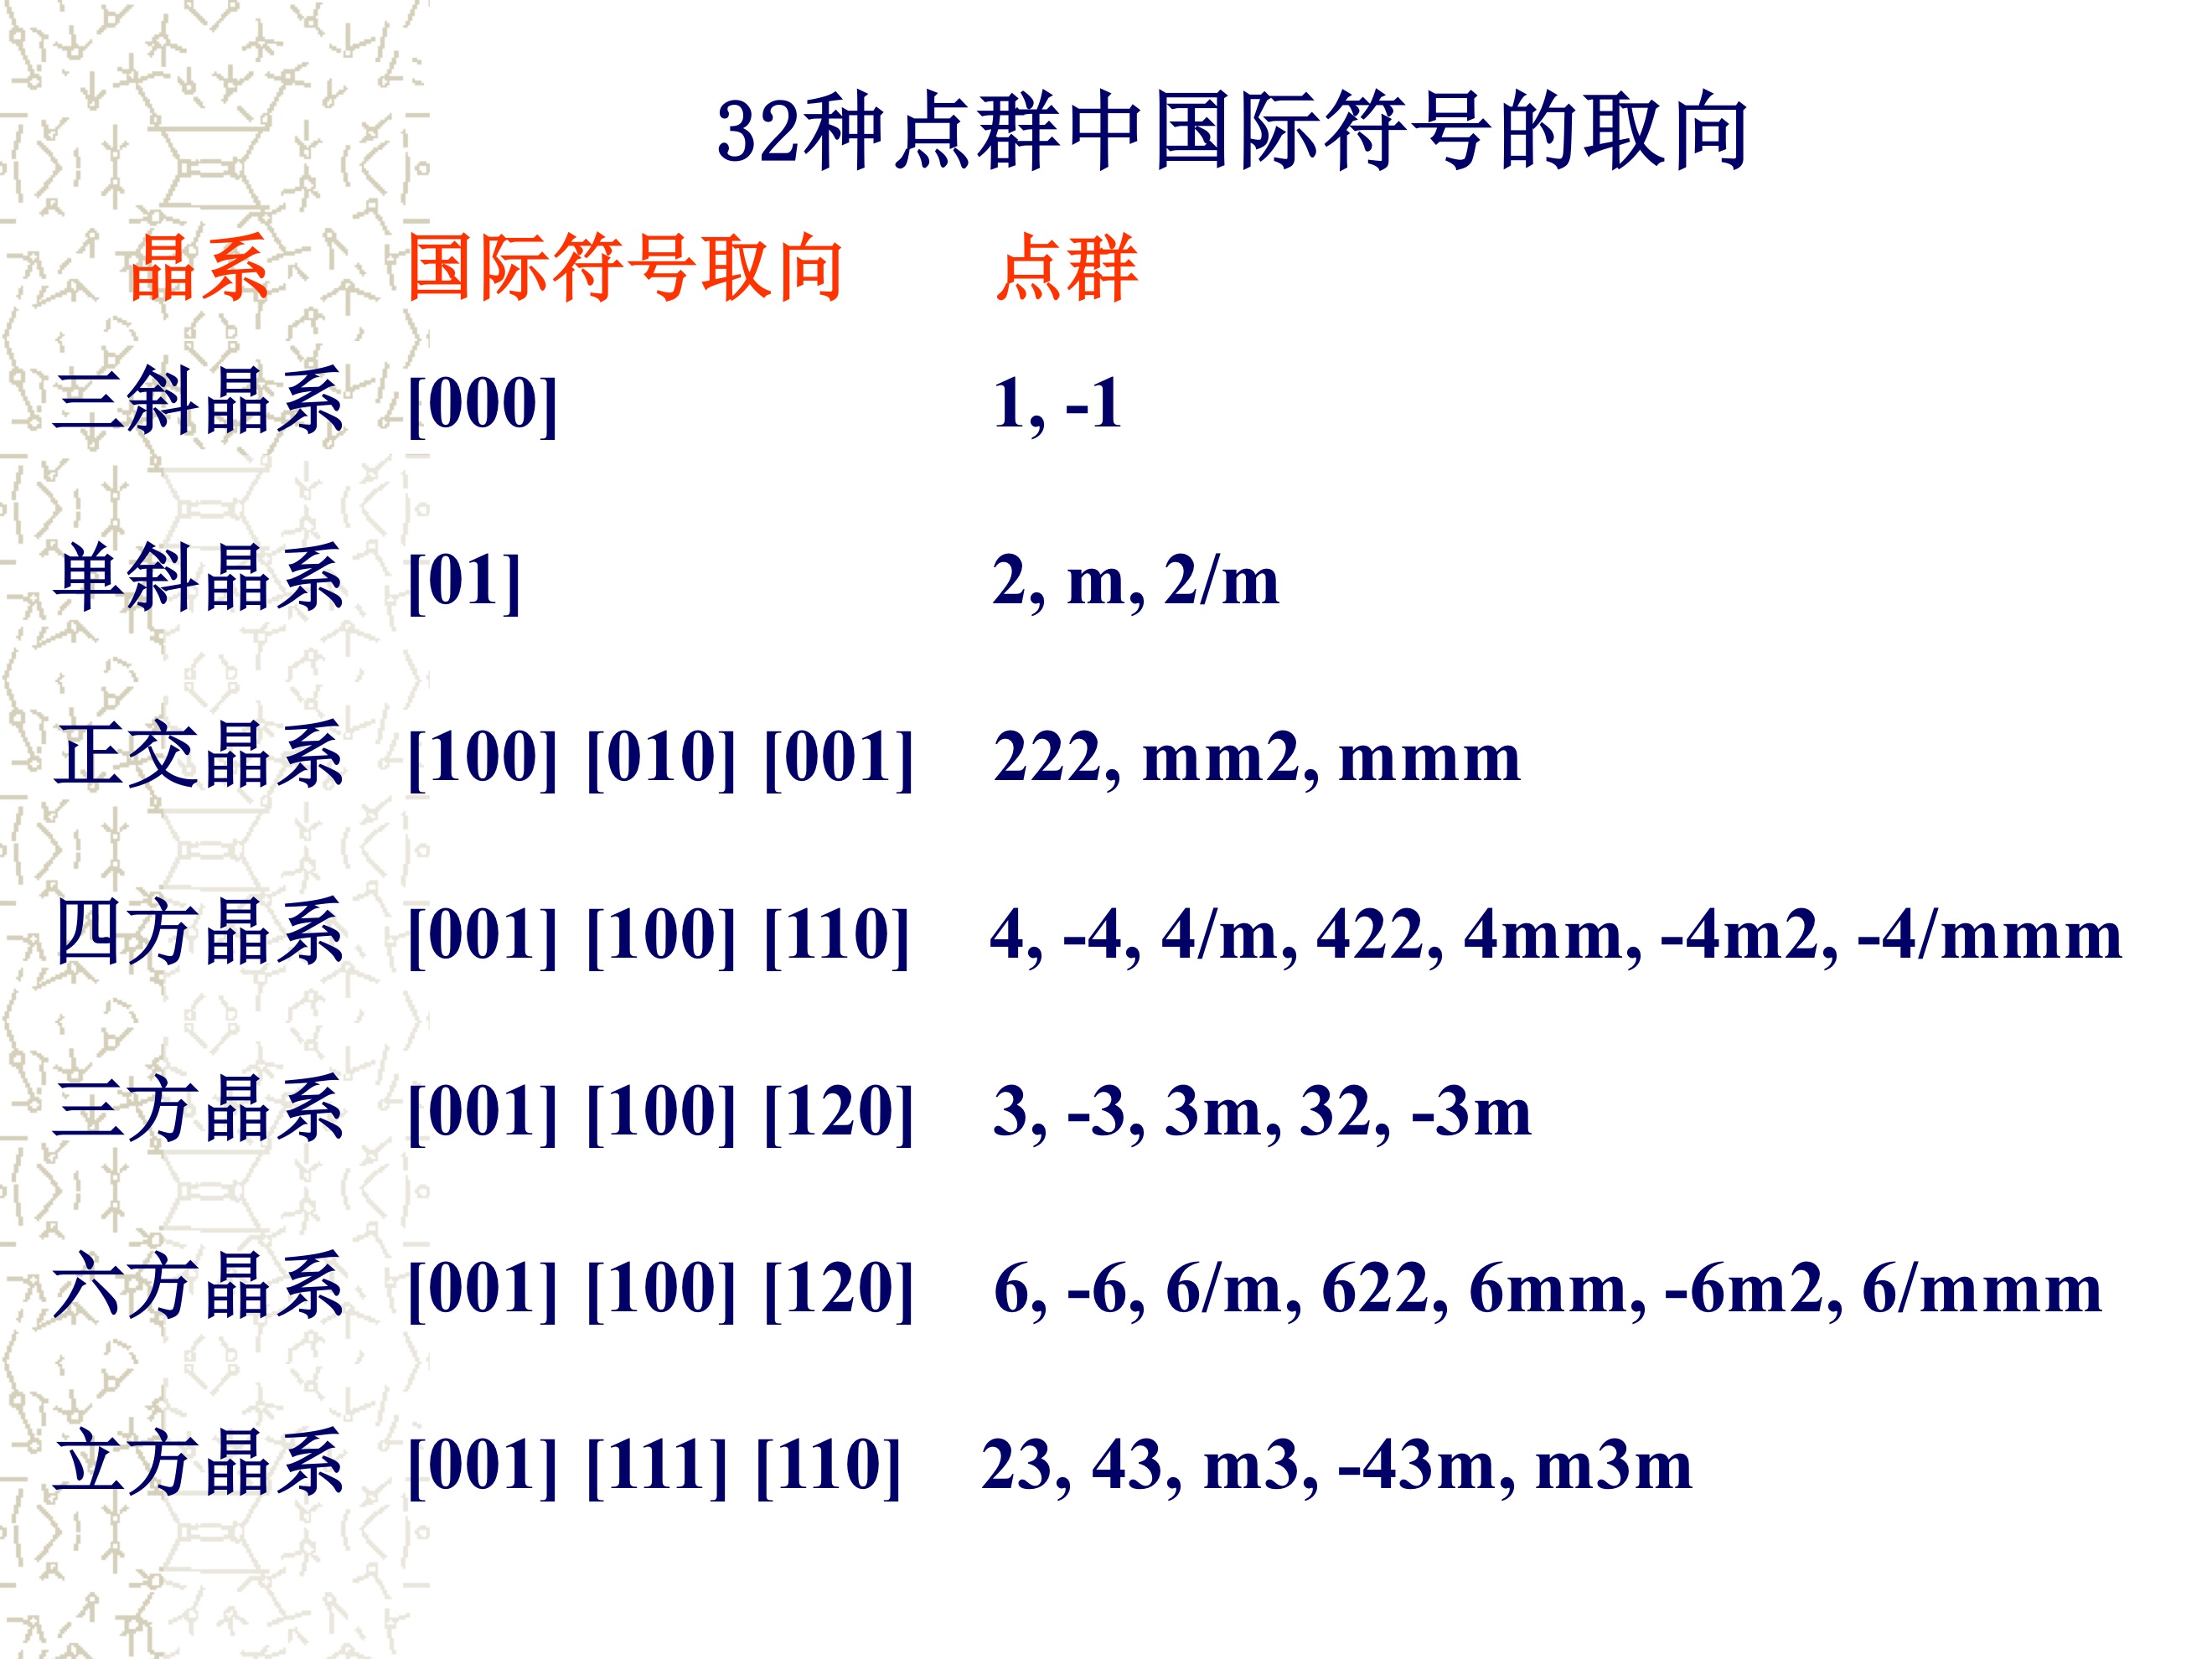 32种点群中国际符号的取向
晶系 国际符号取向 点群
三斜晶系 [000] 1, -1
单斜晶系 [01] 2, m, 2/m
正交晶系 [100] [010] [001] 222, mm2, mmm
四方晶系 [001] [100] [110] 4, -4, 4/m, 422, 4mm, -4m2, -4/mmm
三方晶系 [001] [100] [120] 3, -3, 3m, 32, -3m
六方晶系 [001] [100] [120] 6, -6, 6/m, 622, 6mm, -6m2, 6/mmm
立方晶系 [001] [111] [110] 23, 43, m3, -43m, m3n